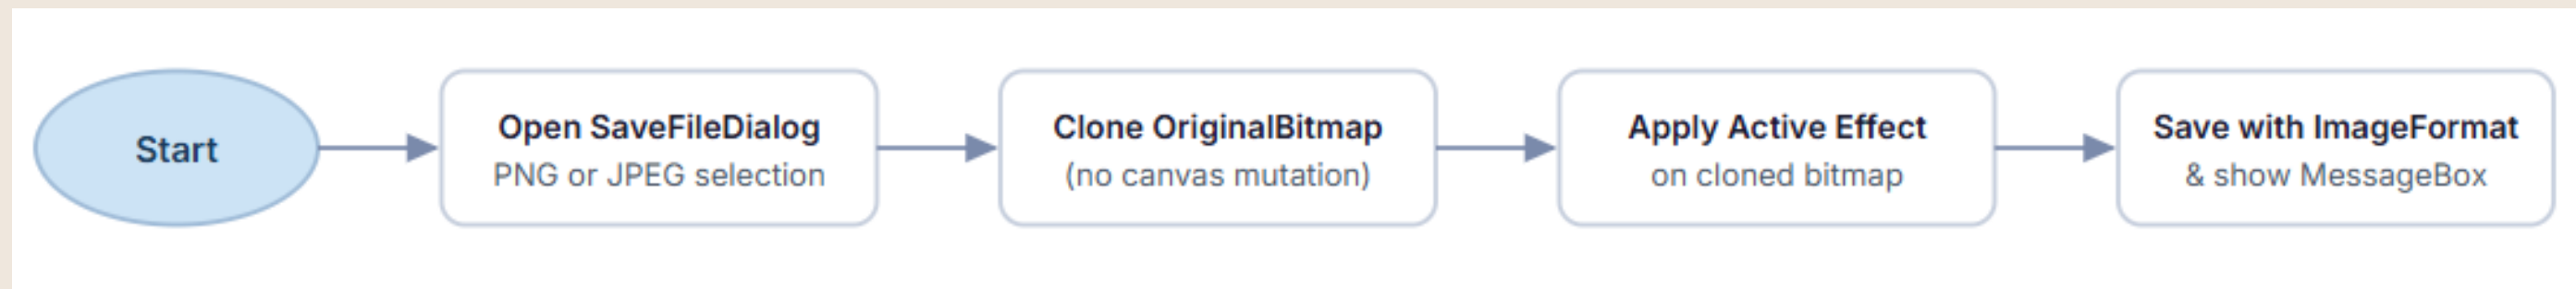 Start
Open SaveFileDialog
PNG or JPEG selection
Clone OriginalBitmap
(no canvas mutation)
Apply Active Effect
on cloned bitmap
Save with ImageFormat
& show MessageBox